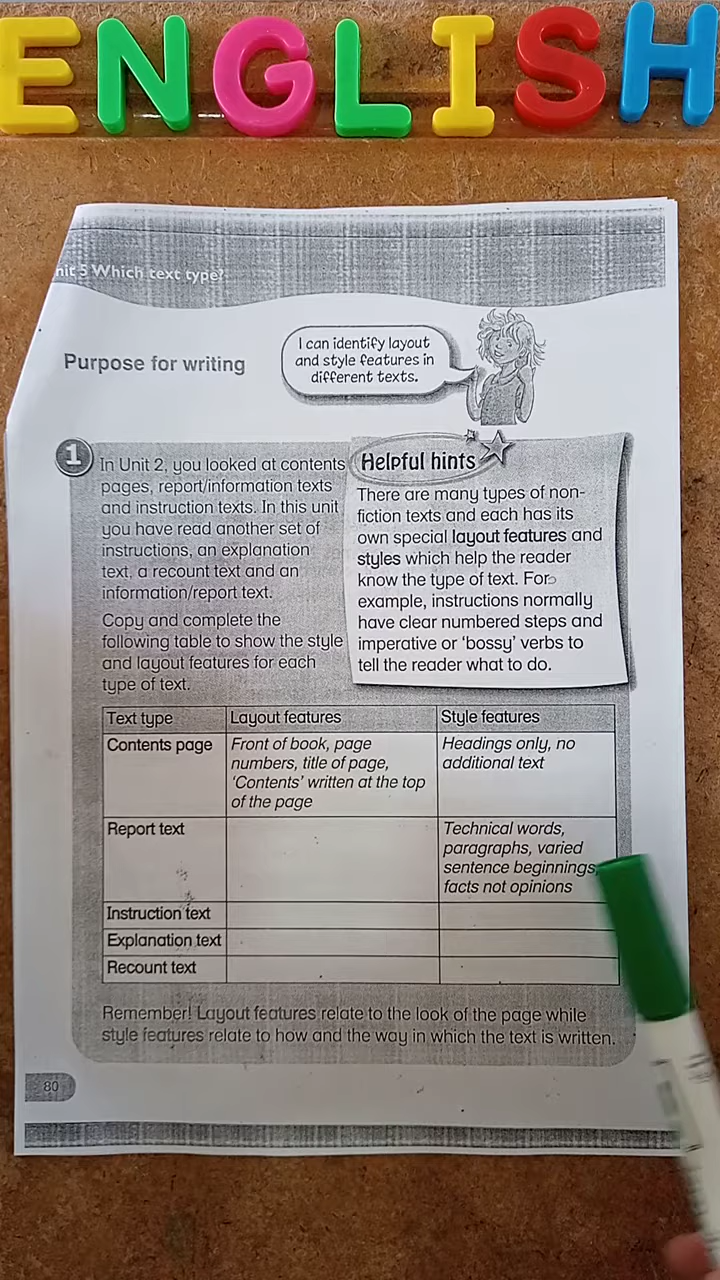 ENGLISH
nit 5 Which text type?
Purpose for writing
I can identify layout
and style features in
different texts.
1
In Unit 2, you looked at contents
pages, report/information texts
and instruction texts. In this unit
you have read another set of
instructions, an explanation
text, a recount text and an
information/report text.
Copy and complete the
following table to show the style
and layout features for each
type of text.
Helpful hints
There are many types of non-
fiction texts and each has its
own special layout features and
styles which help the reader
know the type of text. For
example, instructions normally
have clear numbered steps and
imperative or ‘bossy’ verbs to
tell the reader what to do.
Text type Layout features Style features
Contents page Front of book, page Headings only, no
numbers, title of page, additional text
‘Contents’ written at the top
of the page
Report text Technical words,
paragraphs, varied
sentence beginnings,
facts not opinions
Instruction text
Explanation text
Recount text
Remember! Layout features relate to the look of the page while
style features relate to how and the way in which the text is written.
80